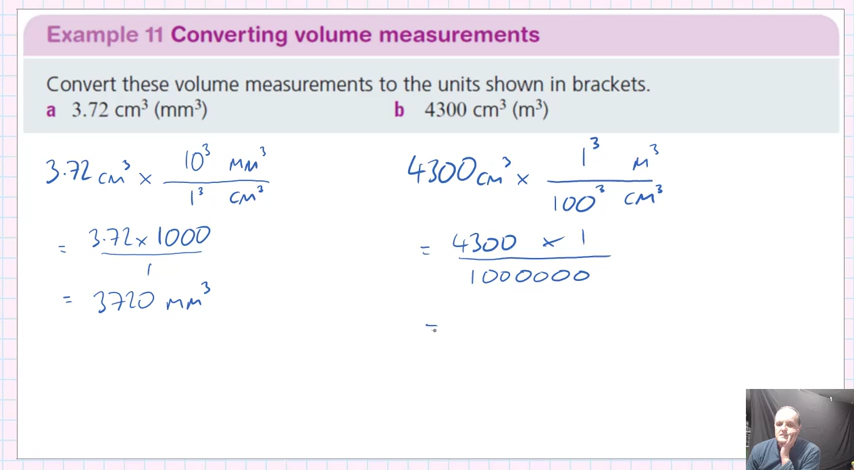 Example 11 Converting volume measurements
Convert these volume measurements to the units shown in brackets.
a 3.72 cm³ (mm³)
b 4300 cm³ (m³)
3.72 cm³ × 10³ mm³
1³ cm³
= 3.72 × 1000
1
= 3720 mm³
4300 cm³ × 1³ m³
100³ cm³
= 4300 × 1
1000000
=